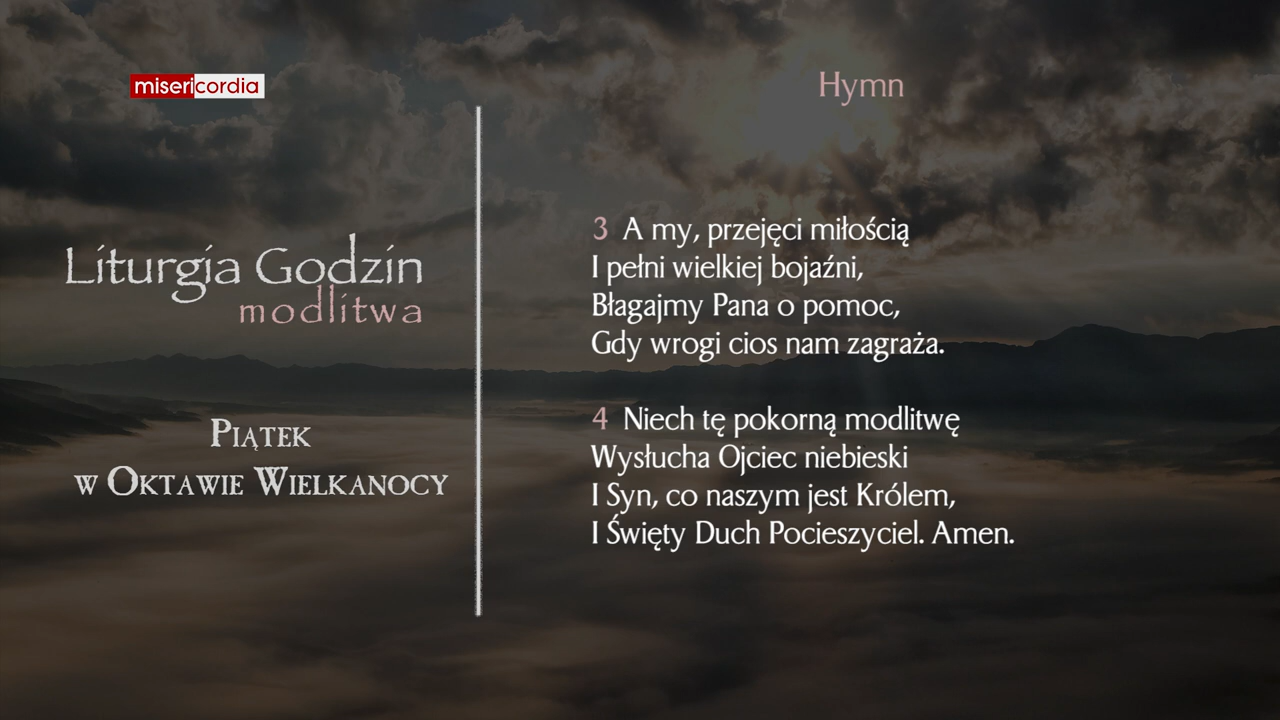 misericordia
Liturgia Godzin
modlitwa
Piątek
w Oktawie Wielkanocy
Hymn
3 A my, przejęci miłością
I pełni wielkiej bojaźni,
Błagajmy Pana o pomoc,
Gdy wrogi cios nam zagraża.
4 Niech tę pokorną modlitwę
Wysłucha Ojciec niebieski
I Syn, co naszym jest Królem,
I Święty Duch Pocieszyciel. Amen.